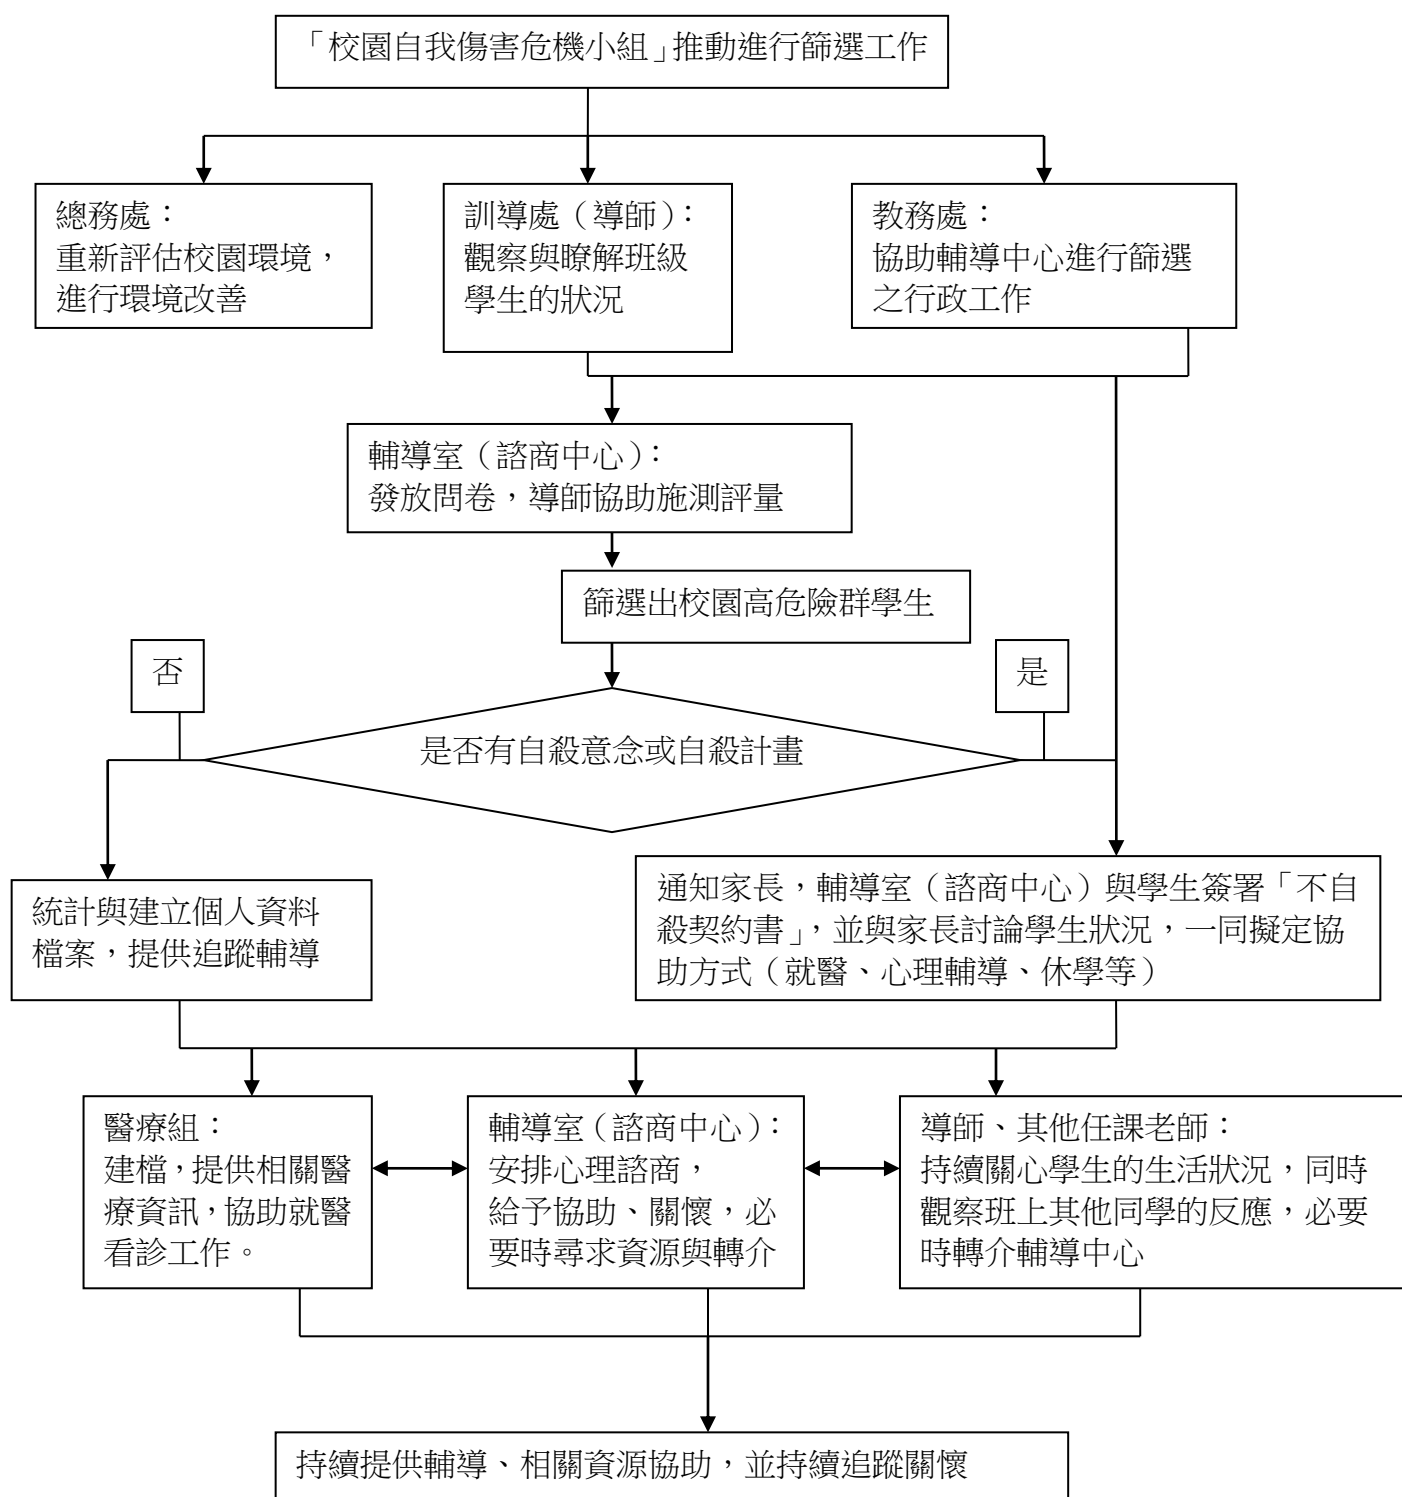 「校園自我傷害危機小組」推動進行篩選工作
總務處：
重新評估校園環境，
進行環境改善
訓導處（導師）：
觀察與瞭解班級
學生的狀況
教務處：
協助輔導中心進行篩選
之行政工作
輔導室（諮商中心）：
發放問卷，導師協助施測評量
篩選出校園高危險群學生
否
是
是否有自殺意念或自殺計畫
統計與建立個人資料
檔案，提供追蹤輔導
通知家長，輔導室（諮商中心）與學生簽署「不自
殺契約書」，並與家長討論學生狀況，一同擬定協
助方式（就醫、心理輔導、休學等）
醫療組：
建檔，提供相關醫
療資訊，協助就醫
看診工作。
輔導室（諮商中心）：
安排心理諮商，
給予協助、關懷，必
要時尋求資源與轉介
導師、其他任課老師：
持續關心學生的生活狀況，同時
觀察班上其他同學的反應，必要
時轉介輔導中心
持續提供輔導、相關資源協助，並持續追蹤關懷